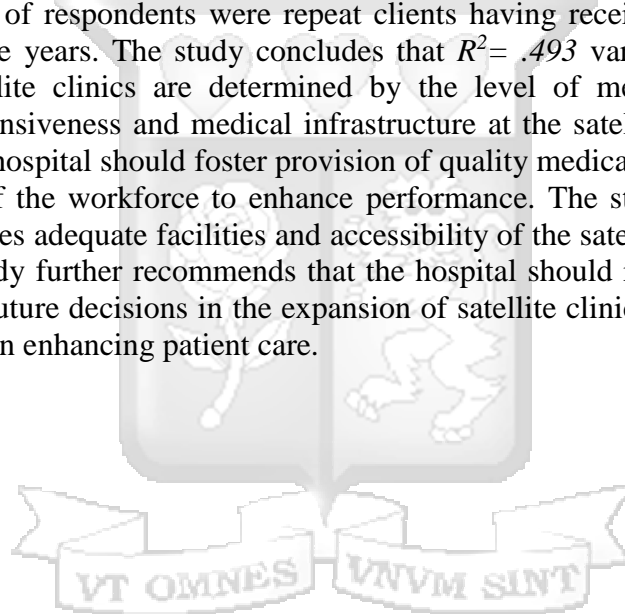 of respondents were repeat clients having recei
e years. The study concludes that R²= .493 var
lite clinics are determined by the level of me
nsiveness and medical infrastructure at the satel
hospital should foster provision of quality medica
f the workforce to enhance performance. The st
es adequate facilities and accessibility of the sate
dy further recommends that the hospital should 
uture decisions in the expansion of satellite clinic
n enhancing patient care.
VT OMNES VNVM SINT